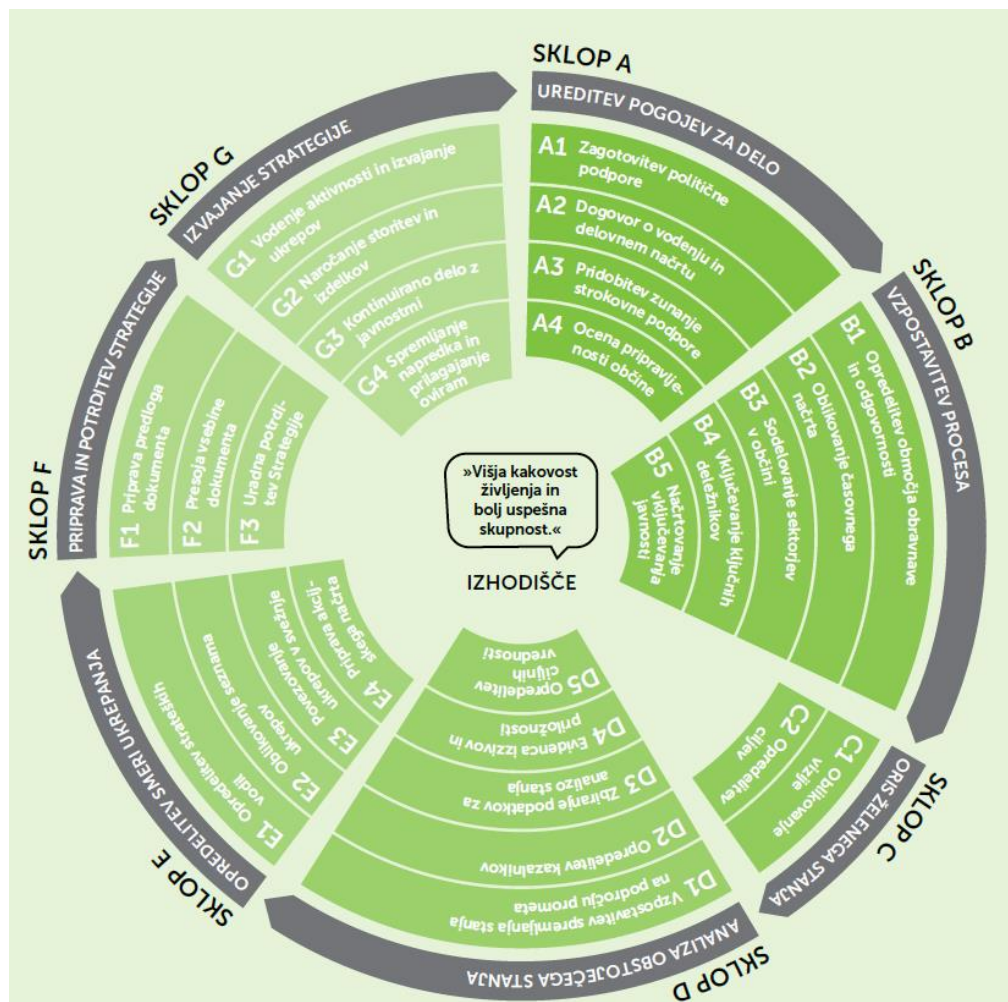 SKLOP A
UREDITEV POGOJEV ZA DELO
A1 Zagotovitev politične
podpore
A2 Dogovor o vodenju in
delovnem načrtu
A3 Pridobitev zunanje
strokovne podpore
A4 Ocena pripravlje-
nosti občine
SKLOP B
VZPOSTAVITEV PROCESA
B1 Opredelitev območja obravnave
in odgovornosti
B2 Oblikovanje časovnega
načrta
B3 Sodelovanje sektorjev
v občini
B4 Vključevanje ključnih
deležnikov
B5 Načrtovanje
vključevanja
javnosti
SKLOP C
ORIS ŽELENEGA STANJA
C1 Oblikovanje
vizije
C2 Opredelitev
ciljev
SKLOP D
ANALIZA OBSTOJEČEGA STANJA
D1 Vzpostavitev spremljanja stanja
na področju prometa
D2 Opredelitev kazalnikov
D3 Zbiranje podatkov za
analizo stanja
D4 Evidenca izzivov in
priložnosti
D5 Opredelitev
ciljnih
vrednosti
SKLOP E
OPREDELITEV SMERI UKREPANJA
E1 Opredelitev strateških
vodil
E2 Oblikovanje seznama
ukrepov
E3 Povezovanje
ukrepov v svežnje
E4 Priprava akcij-
skega načrta
SKLOP F
PRIPRAVA IN POTRDITEV STRATEGIJE
F1 Priprava predloga
dokumenta
F2 Presoja vsebine
dokumenta
F3 Uradna potrdi-
tev Strategije
SKLOP G
IZVAJANJE STRATEGIJE
G1 Vodenje aktivnosti in izvajanje
ukrepov
G2 Naročanje storitev in
izdelkov
G3 Kontinuirano delo z
javnostmi
G4 Spremljanje
napredka in
prilagajanje
oviram
»Višja kakovost
življenja in
bolj uspešna
skupnost.«
IZHODIŠČE